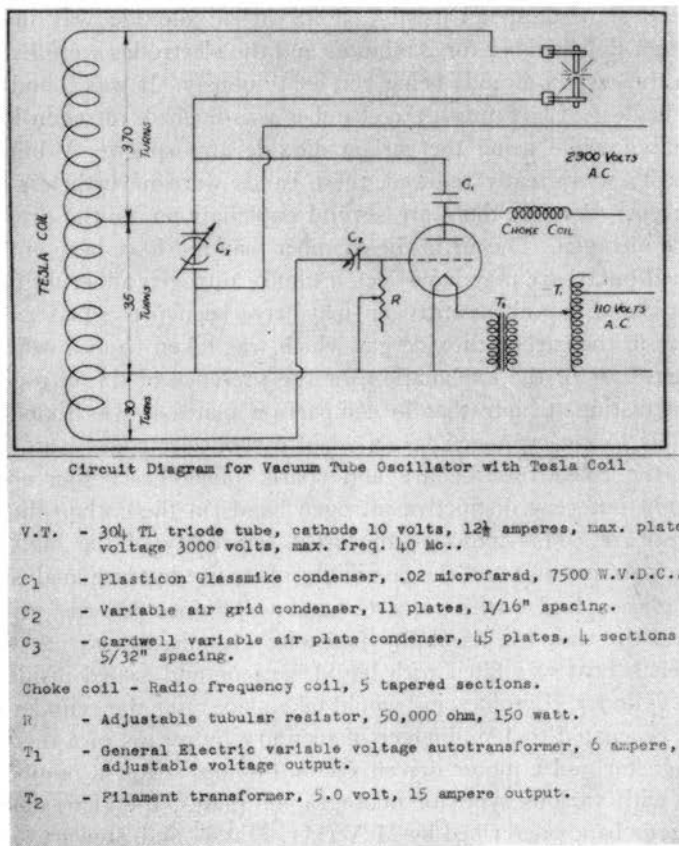 TESLA COIL
370 TURNS
35 TURNS
30 TURNS
C₃
C₂
C₁
R
2300 VOLTS
A.C.
CHOKE COIL
T₂
T₁
110 VOLTS
A.C.
Circuit Diagram for Vacuum Tube Oscillator with Tesla Coil
V.T. - 304 TL triode tube, cathode 10 volts, 12½ amperes, max. plate
voltage 3000 volts, max. freq. 40 Mc..
C1 - Plasticon Glassmike condenser, .02 microfarad, 7500 W.V.D.C.
C2 - Variable air grid condenser, 11 plates, 1/16" spacing.
C3 - Cardwell variable air plate condenser, 45 plates, 4 sections
5/32" spacing.
Choke coil - Radio frequency coil, 5 tapered sections.
R - Adjustable tubular resistor, 50,000 ohm, 150 watt.
T1 - General Electric variable voltage autotransformer, 6 ampere,
adjustable voltage output.
T2 - Filament transformer, 5.0 volt, 15 ampere output.